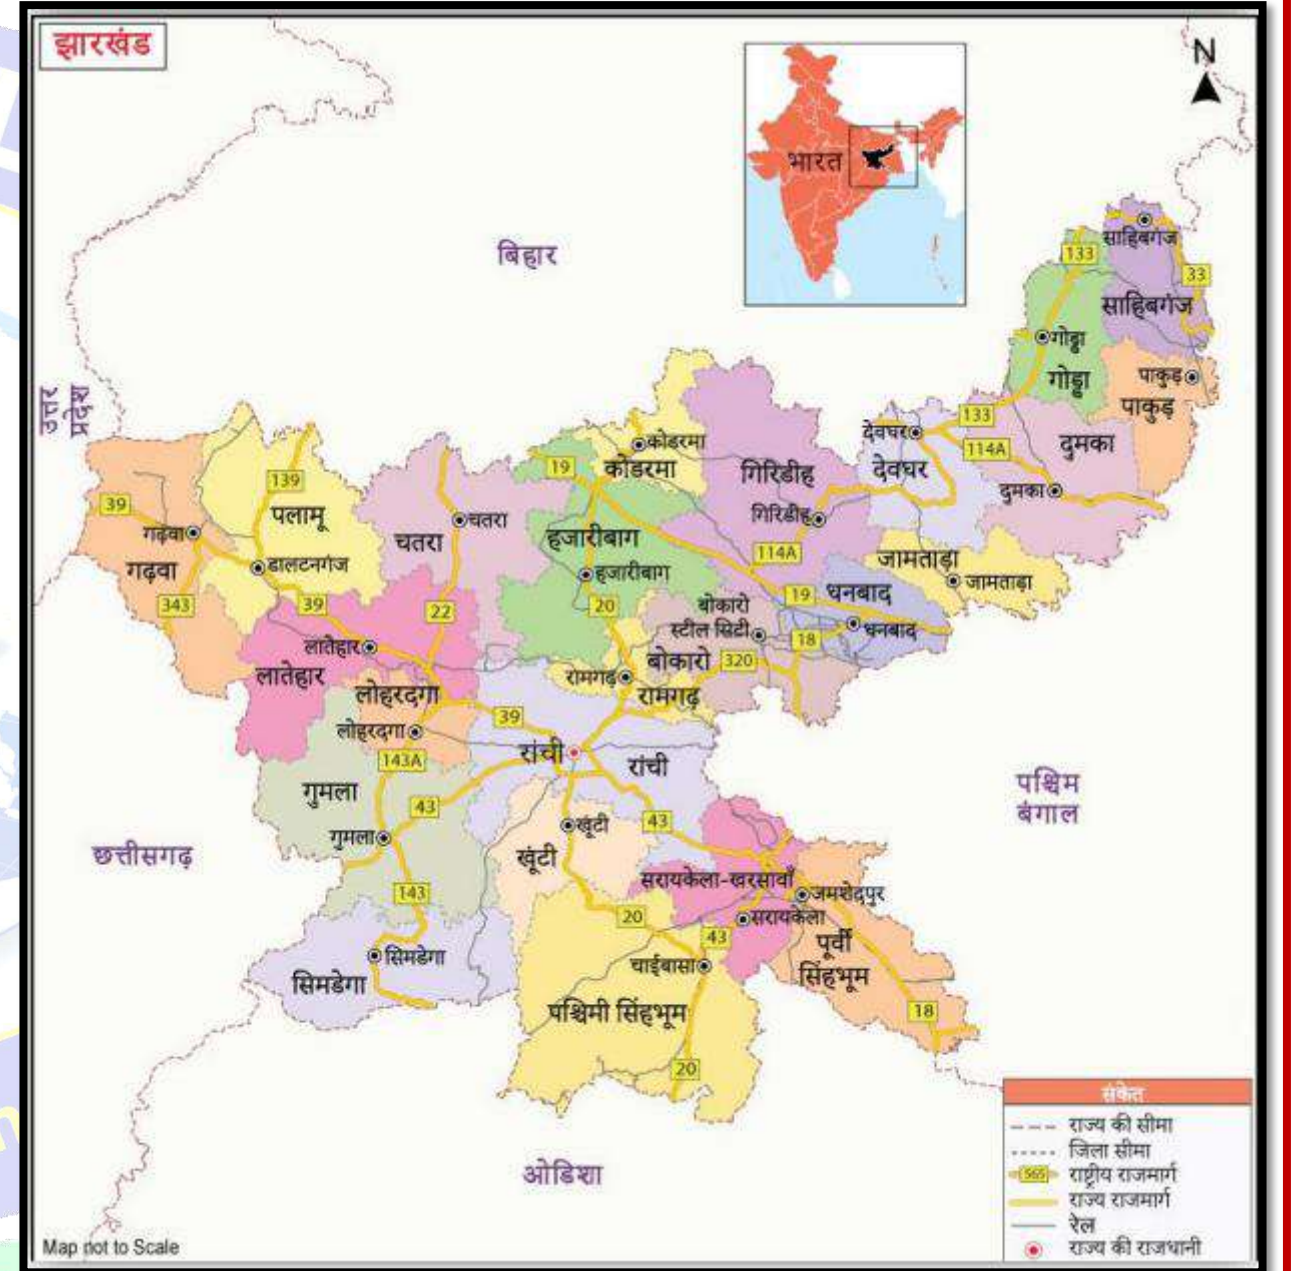 झारखंड
N
भारत
बिहार
उत्तर
प्रदेश
साहिबगंज
133
33
साहिबगंज
गोड्डा
गोड्डा
पाकुड़
पाकुड़
133
देवघर
देवघर
114A
दुमका
दुमका
कोडरमा
कोडरमा
19
गिरिडीह
गिरिडीह
114A
139
39
पलामू
गढ़वा
गढ़वा
डालटनगंज
343
39
चतरा
चतरा
22
हजारीबाग
हजारीबाग
20
जामताड़ा
जामताड़ा
19
धनबाद
धनबाद
18
बोकारो
स्टील सिटी
बोकारो
320
लातेहार
लातेहार
रामगढ़
रामगढ़
लोहरदगा
लोहरदगा
39
143A
रांची
रांची
गुमला
43
गुमला
143
43
खूंटी
खूंटी
पश्चिम
बंगाल
छत्तीसगढ़
सरायकेला-खरसावाँ
जमशेदपुर
सरायकेला
20
43
पूर्वी
सिंहभूम
चाईबासा
सिमडेगा
सिमडेगा
पश्चिमी सिंहभूम
18
20
ओडिशा
संकेत
राज्य की सीमा
जिला सीमा
565 राष्ट्रीय राजमार्ग
राज्य राजमार्ग
रेल
राज्य की राजधानी
Map not to Scale